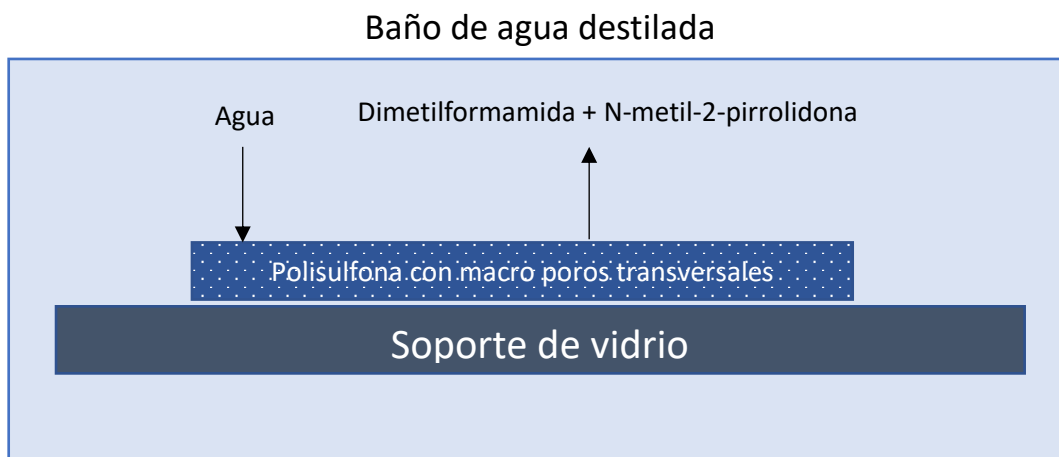 Baño de agua destilada
Agua
Dimetilformamida + N-metil-2-pirrolidona
Polisulfona con macro poros transversales
Soporte de vidrio